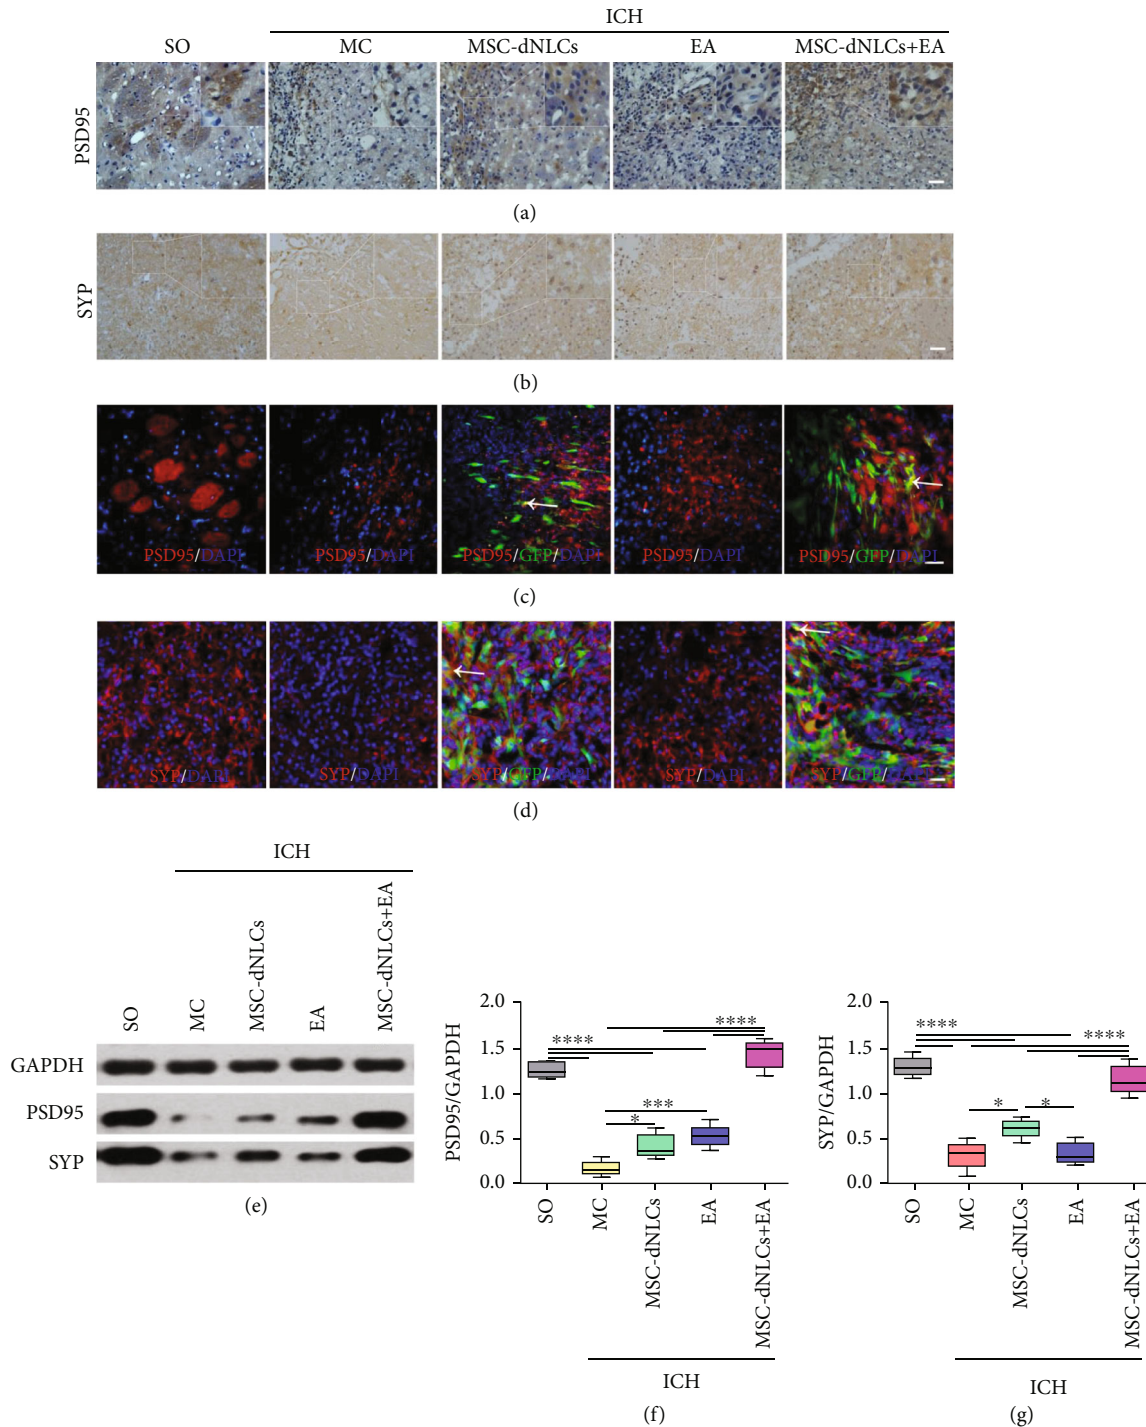 ICH
SO MC MSC-dNLCs EA MSC-dNLCs+EA
PSD95
(a)
SYP
(b)
PSD95/DAPI PSD95/DAPI PSD95/GFP/DAPI PSD95/DAPI PSD95/GFP/DAPI
(c)
SYP/DAPI SYP/DAPI SYP/GFP/DAPI SYP/DAPI SYP/GFP/DAPI
(d)
ICH
SO MC MSC-dNLCs EA MSC-dNLCs+EA
GAPDH
PSD95
SYP
(e)
PSD95/GAPDH
2.0
1.5
1.0
0.5
0.0
**** ****
***
*
SO MC MSC-dNLCs EA MSC-dNLCs+EA
ICH
(f)
SYP/GAPDH
2.0
1.5
1.0
0.5
0.0
**** ****
* *
SO MC MSC-dNLCs EA MSC-dNLCs+EA
ICH
(g)